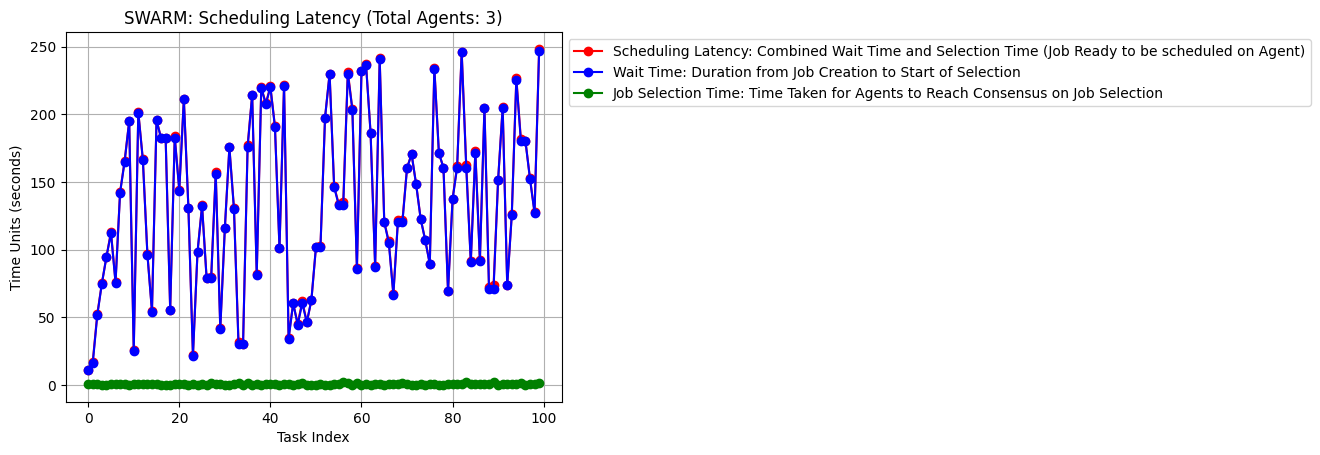 SWARM: Scheduling Latency (Total Agents: 3)
Scheduling Latency: Combined Wait Time and Selection Time (Job Ready to be scheduled on Agent)
Wait Time: Duration from Job Creation to Start of Selection
Job Selection Time: Time Taken for Agents to Reach Consensus on Job Selection
Time Units (seconds)
250
200
150
100
50
0
0 20 40 60 80 100
Task Index